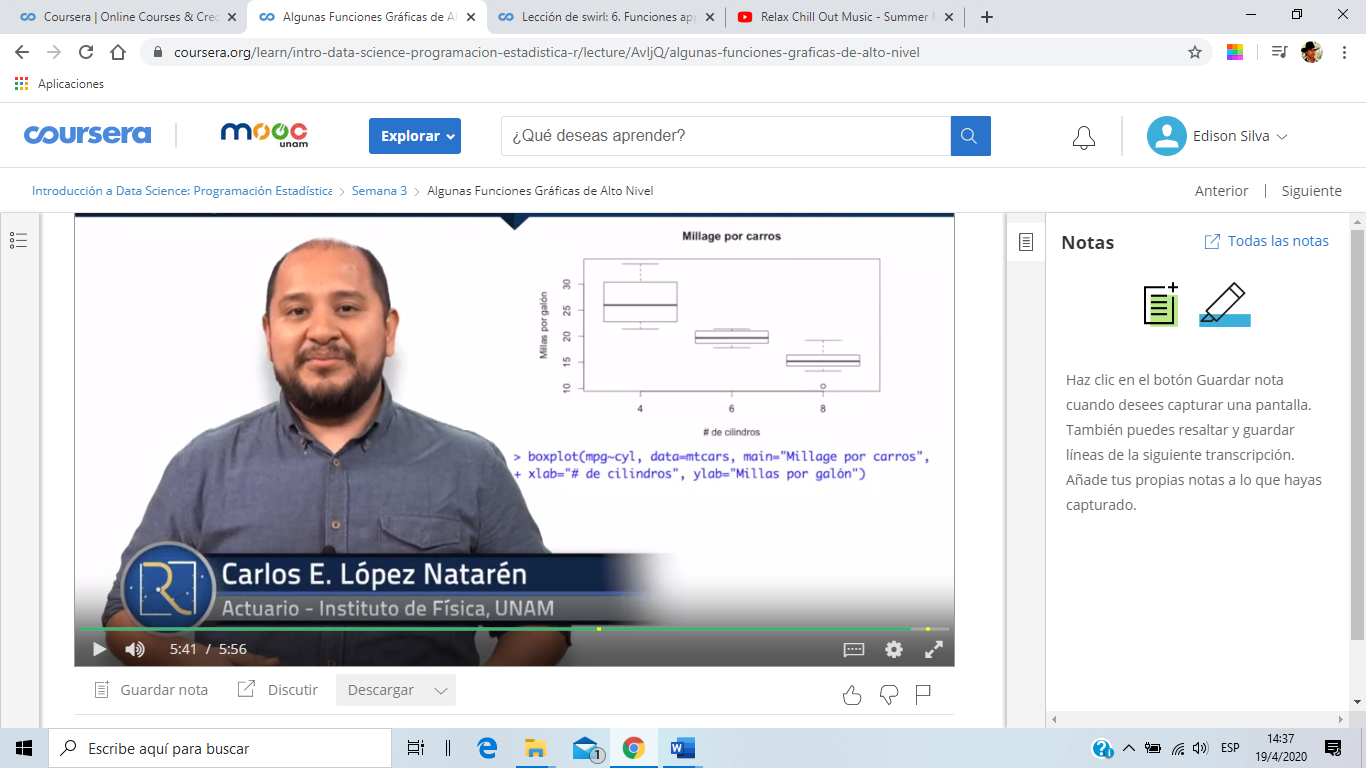 Coursera | Online Courses & Cred
Algunas Funciones Gráficas de Al
Lección de swirl: 6. Funciones app
Relax Chill Out Music - Summer M
coursera.org/learn/intro-data-science-programacion-estadistica-r/lecture/AvIjQ/algunas-funciones-graficas-de-alto-nivel
Aplicaciones
coursera
mooc
unam
Explorar
¿Qué deseas aprender?
Edison Silva
Introducción a Data Science: Programación Estadística
Semana 3
Algunas Funciones Gráficas de Alto Nivel
Anterior | Siguiente
Millage por carros
Millas por galón
30
25
20
15
10
4 6 8
# de cilindros
> boxplot(mpg~cyl, data=mtcars, main="Millage por carros",
+ xlab="# de cilindros", ylab="Millas por galón")
R
Carlos E. López Natarén
Actuario - Instituto de Física, UNAM
5:41 / 5:56
Guardar nota
Discutir
Descargar
Notas
Todas las notas
Haz clic en el botón Guardar nota
cuando desees capturar una pantalla.
También puedes resaltar y guardar
líneas de la siguiente transcripción.
Añade tus propias notas a lo que hayas
capturado.
Escribe aquí para buscar
1
ESP
14:37
19/4/2020